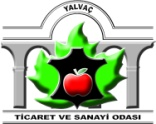 YALVAÇ
TİCARET VE SANAYİ ODASI